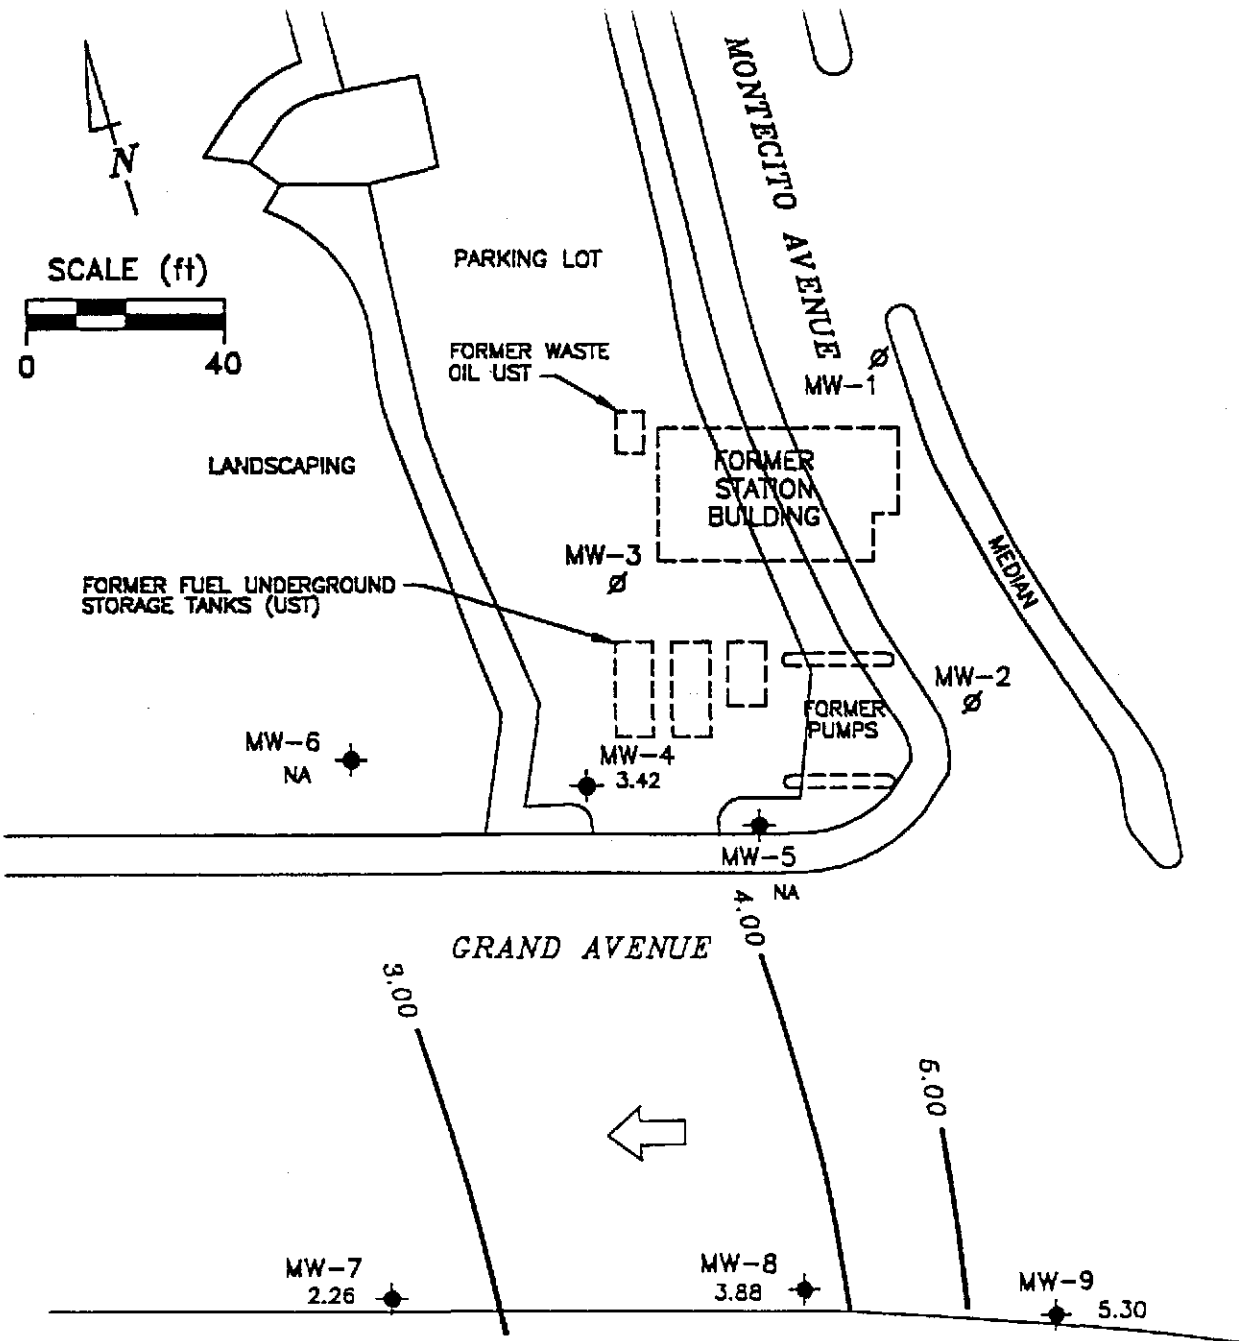 MONTECITO AVENUE
N
SCALE (ft)
0 40
PARKING LOT
FORMER WASTE
OIL UST
MW-1
LANDSCAPING
FORMER
STATION
BUILDING
MW-3
MEDIAN
FORMER FUEL UNDERGROUND
STORAGE TANKS (UST)
MW-2
FORMER
PUMPS
MW-6
NA
MW-4
3.42
MW-5
NA
4.00
GRAND AVENUE
3.00
5.00
MW-7
2.26
MW-8
3.88
MW-9
5.30